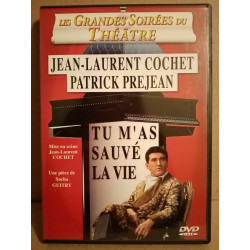 LES GRANDES SOIRÉES DU
THÉÂTRE
JEAN-LAURENT COCHET
PATRICK PREJEAN
TU M'AS
SAUVÉ
LA VIE
Mise en scène
Jean-Laurent
COCHET
Une pièce de
Sacha
GUITRY
DVD